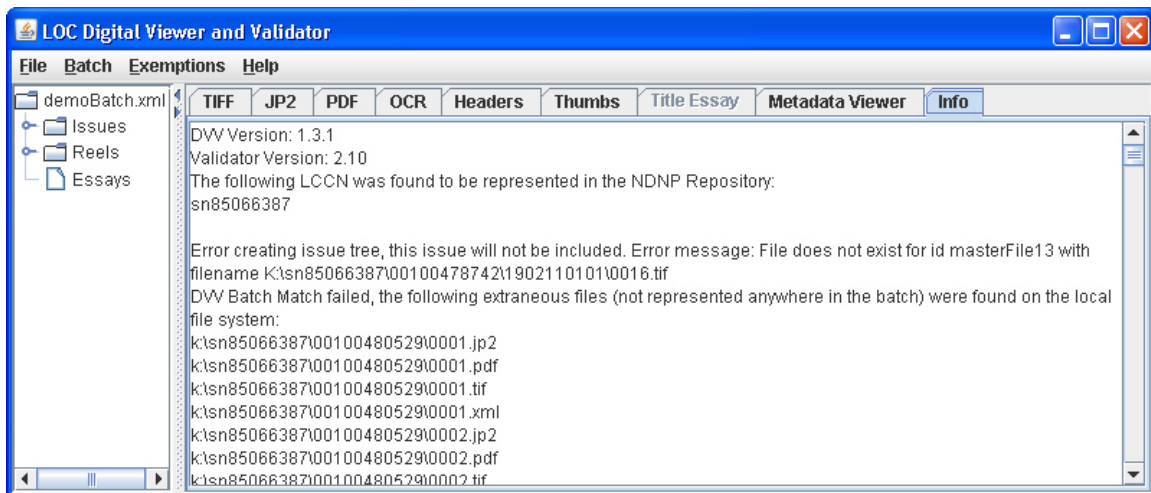 LOC Digital Viewer and Validator
File Batch Exemptions Help
demoBatch.xml
Issues
Reels
Essays
TIFF JP2 PDF OCR Headers Thumbs Title Essay Metadata Viewer Info
DVV Version: 1.3.1
Validator Version: 2.10
The following LCCN was found to be represented in the NDNP Repository:
sn85066387
Error creating issue tree, this issue will not be included. Error message: File does not exist for id masterFile13 with
filename K:\sn85066387\00100478742\1902110101\0016.tif
DVV Batch Match failed, the following extraneous files (not represented anywhere in the batch) were found on the local
file system:
k:\sn85066387\00100480529\0001.jp2
k:\sn85066387\00100480529\0001.pdf
k:\sn85066387\00100480529\0001.tif
k:\sn85066387\00100480529\0001.xml
k:\sn85066387\00100480529\0002.jp2
k:\sn85066387\00100480529\0002.pdf
k:\sn85066387\00100480529\0002.tif